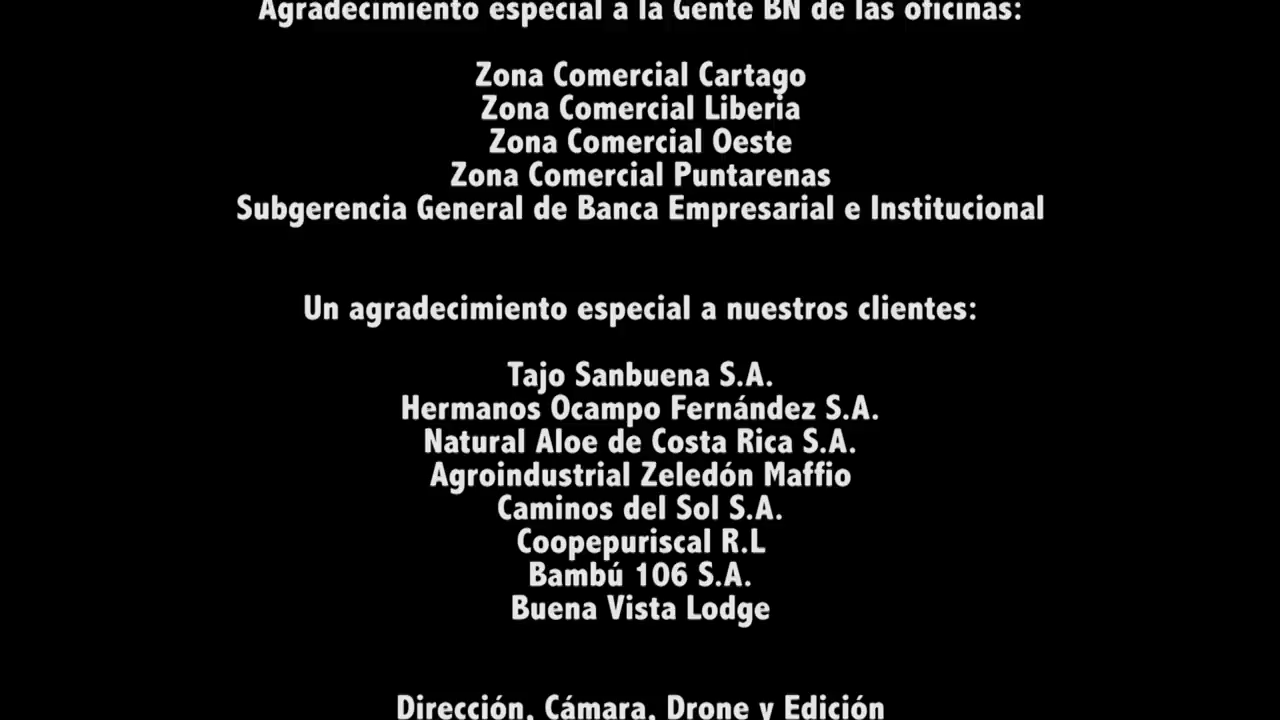 Agradecimiento especial a la Gente BN de las oficinas:
Zona Comercial Cartago
Zona Comercial Liberia
Zona Comercial Oeste
Zona Comercial Puntarenas
Subgerencia General de Banca Empresarial e Institucional
Un agradecimiento especial a nuestros clientes:
Tajo Sanbuena S.A.
Hermanos Ocampo Fernández S.A.
Natural Aloe de Costa Rica S.A.
Agroindustrial Zeledón Maffio
Caminos del Sol S.A.
Coopepuriscal R.L
Bambú 106 S.A.
Buena Vista Lodge
Dirección, Cámara, Drone y Edición